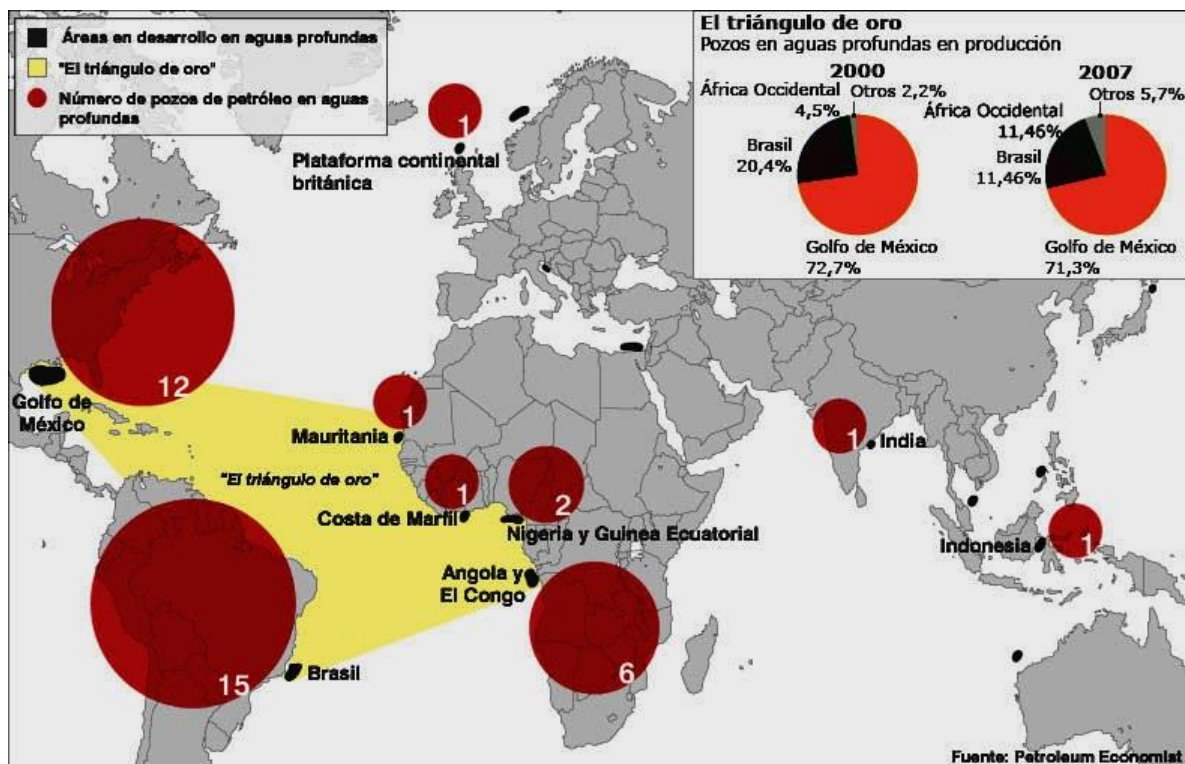 Áreas en desarrollo en aguas profundas
"El triángulo de oro"
Número de pozos de petróleo en aguas
profundas
El triángulo de oro
Pozos en aguas profundas en producción
2000
África Occidental
4,5%
Otros 2,2%
Brasil
20,4%
Golfo de México
72,7%
2007
Otros 5,7%
África Occidental
11,46%
Brasil
11,46%
Golfo de México
71,3%
1
Plataforma continental
británica
12
Golfo de
México
1
Mauritania
"El triángulo de oro"
1
Costa de Marfil
2
Nigeria y Guinea Ecuatorial
1
India
1
Indonesia
Angola y
El Congo
6
15
Brasil
Fuente: Petroleum Economist